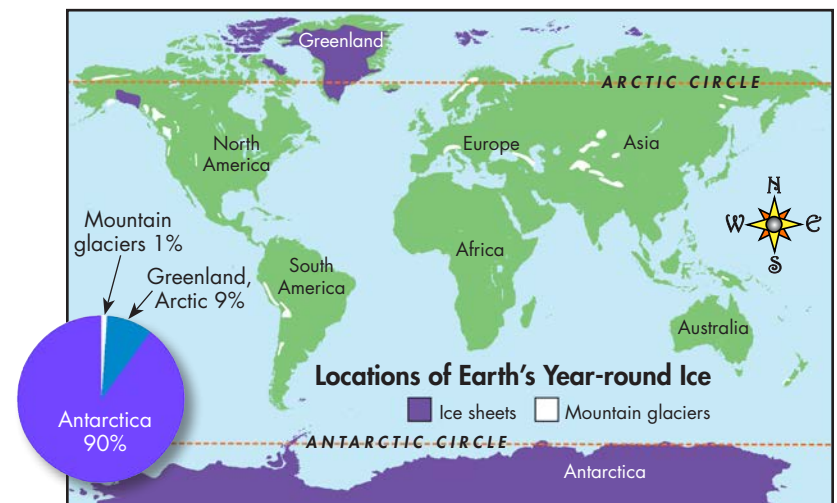 Greenland
ARCTIC CIRCLE
North
America
Europe
Asia
N
W
E
S
Mountain
glaciers 1%
Greenland,
Arctic 9%
South
America
Africa
Australia
Locations of Earth's Year-round Ice
Ice sheets
Mountain glaciers
Antarctica
90%
ANTARCTIC CIRCLE
Antarctica